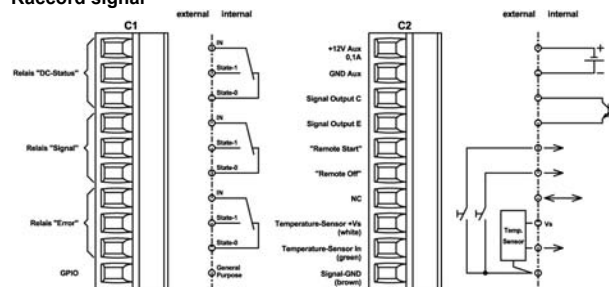 Raccord signal
C1
external internal
Relais "DC-Status"
Relais "Signal"
Relais "Error"
GPIO
IN
State-1
State-0
IN
State-1
State-0
IN
State-1
State-0
General
Purpose
C2
external internal
+12V Aux
0,1A
GND Aux
Signal Output C
Signal Output E
"Remote Start"
"Remote Off"
NC
Temperature-Sensor +Vs
(white)
Temperature-Sensor In
(green)
Signal-GND
(brown)
+
−
Temp.
Sensor
Vs